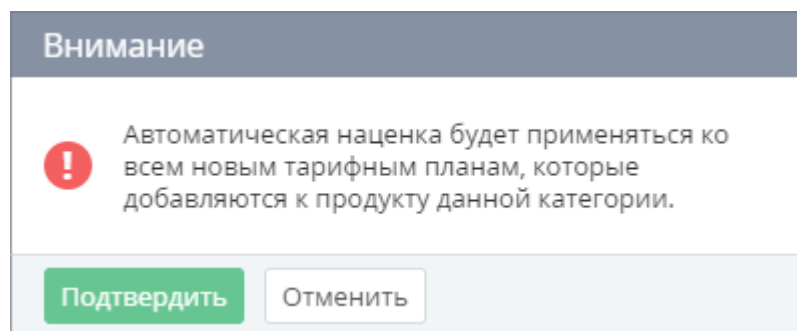 Внимание
Автоматическая наценка будет применяться ко
всем новым тарифным планам, которые
добавляются к продукту данной категории.
Подтвердить Отменить